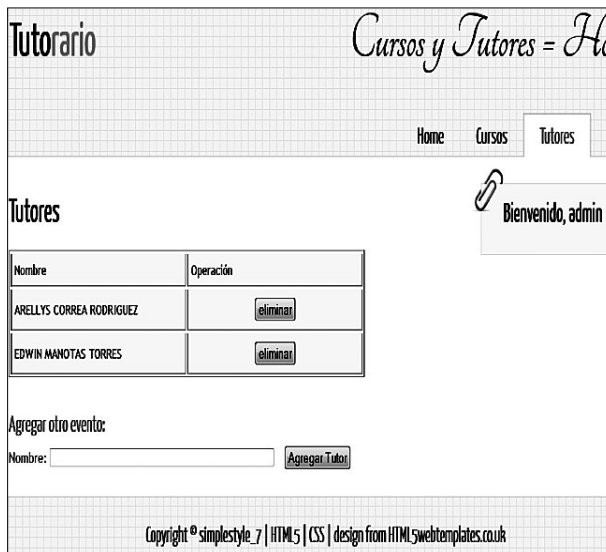 Tutorario
Cursos y Tutores =
Home Cursos Tutores
Bienvenido, admin
Tutores
Nombre Operación
ARELLYS CORREA RODRIGUEZ eliminar
EDWIN MANOTAS TORRES eliminar
Agregar otro evento:
Nombre: Agregar Tutor
Copyright © simplestyle_7 | HTML5 | CSS | design from HTML5webtemplates.co.uk